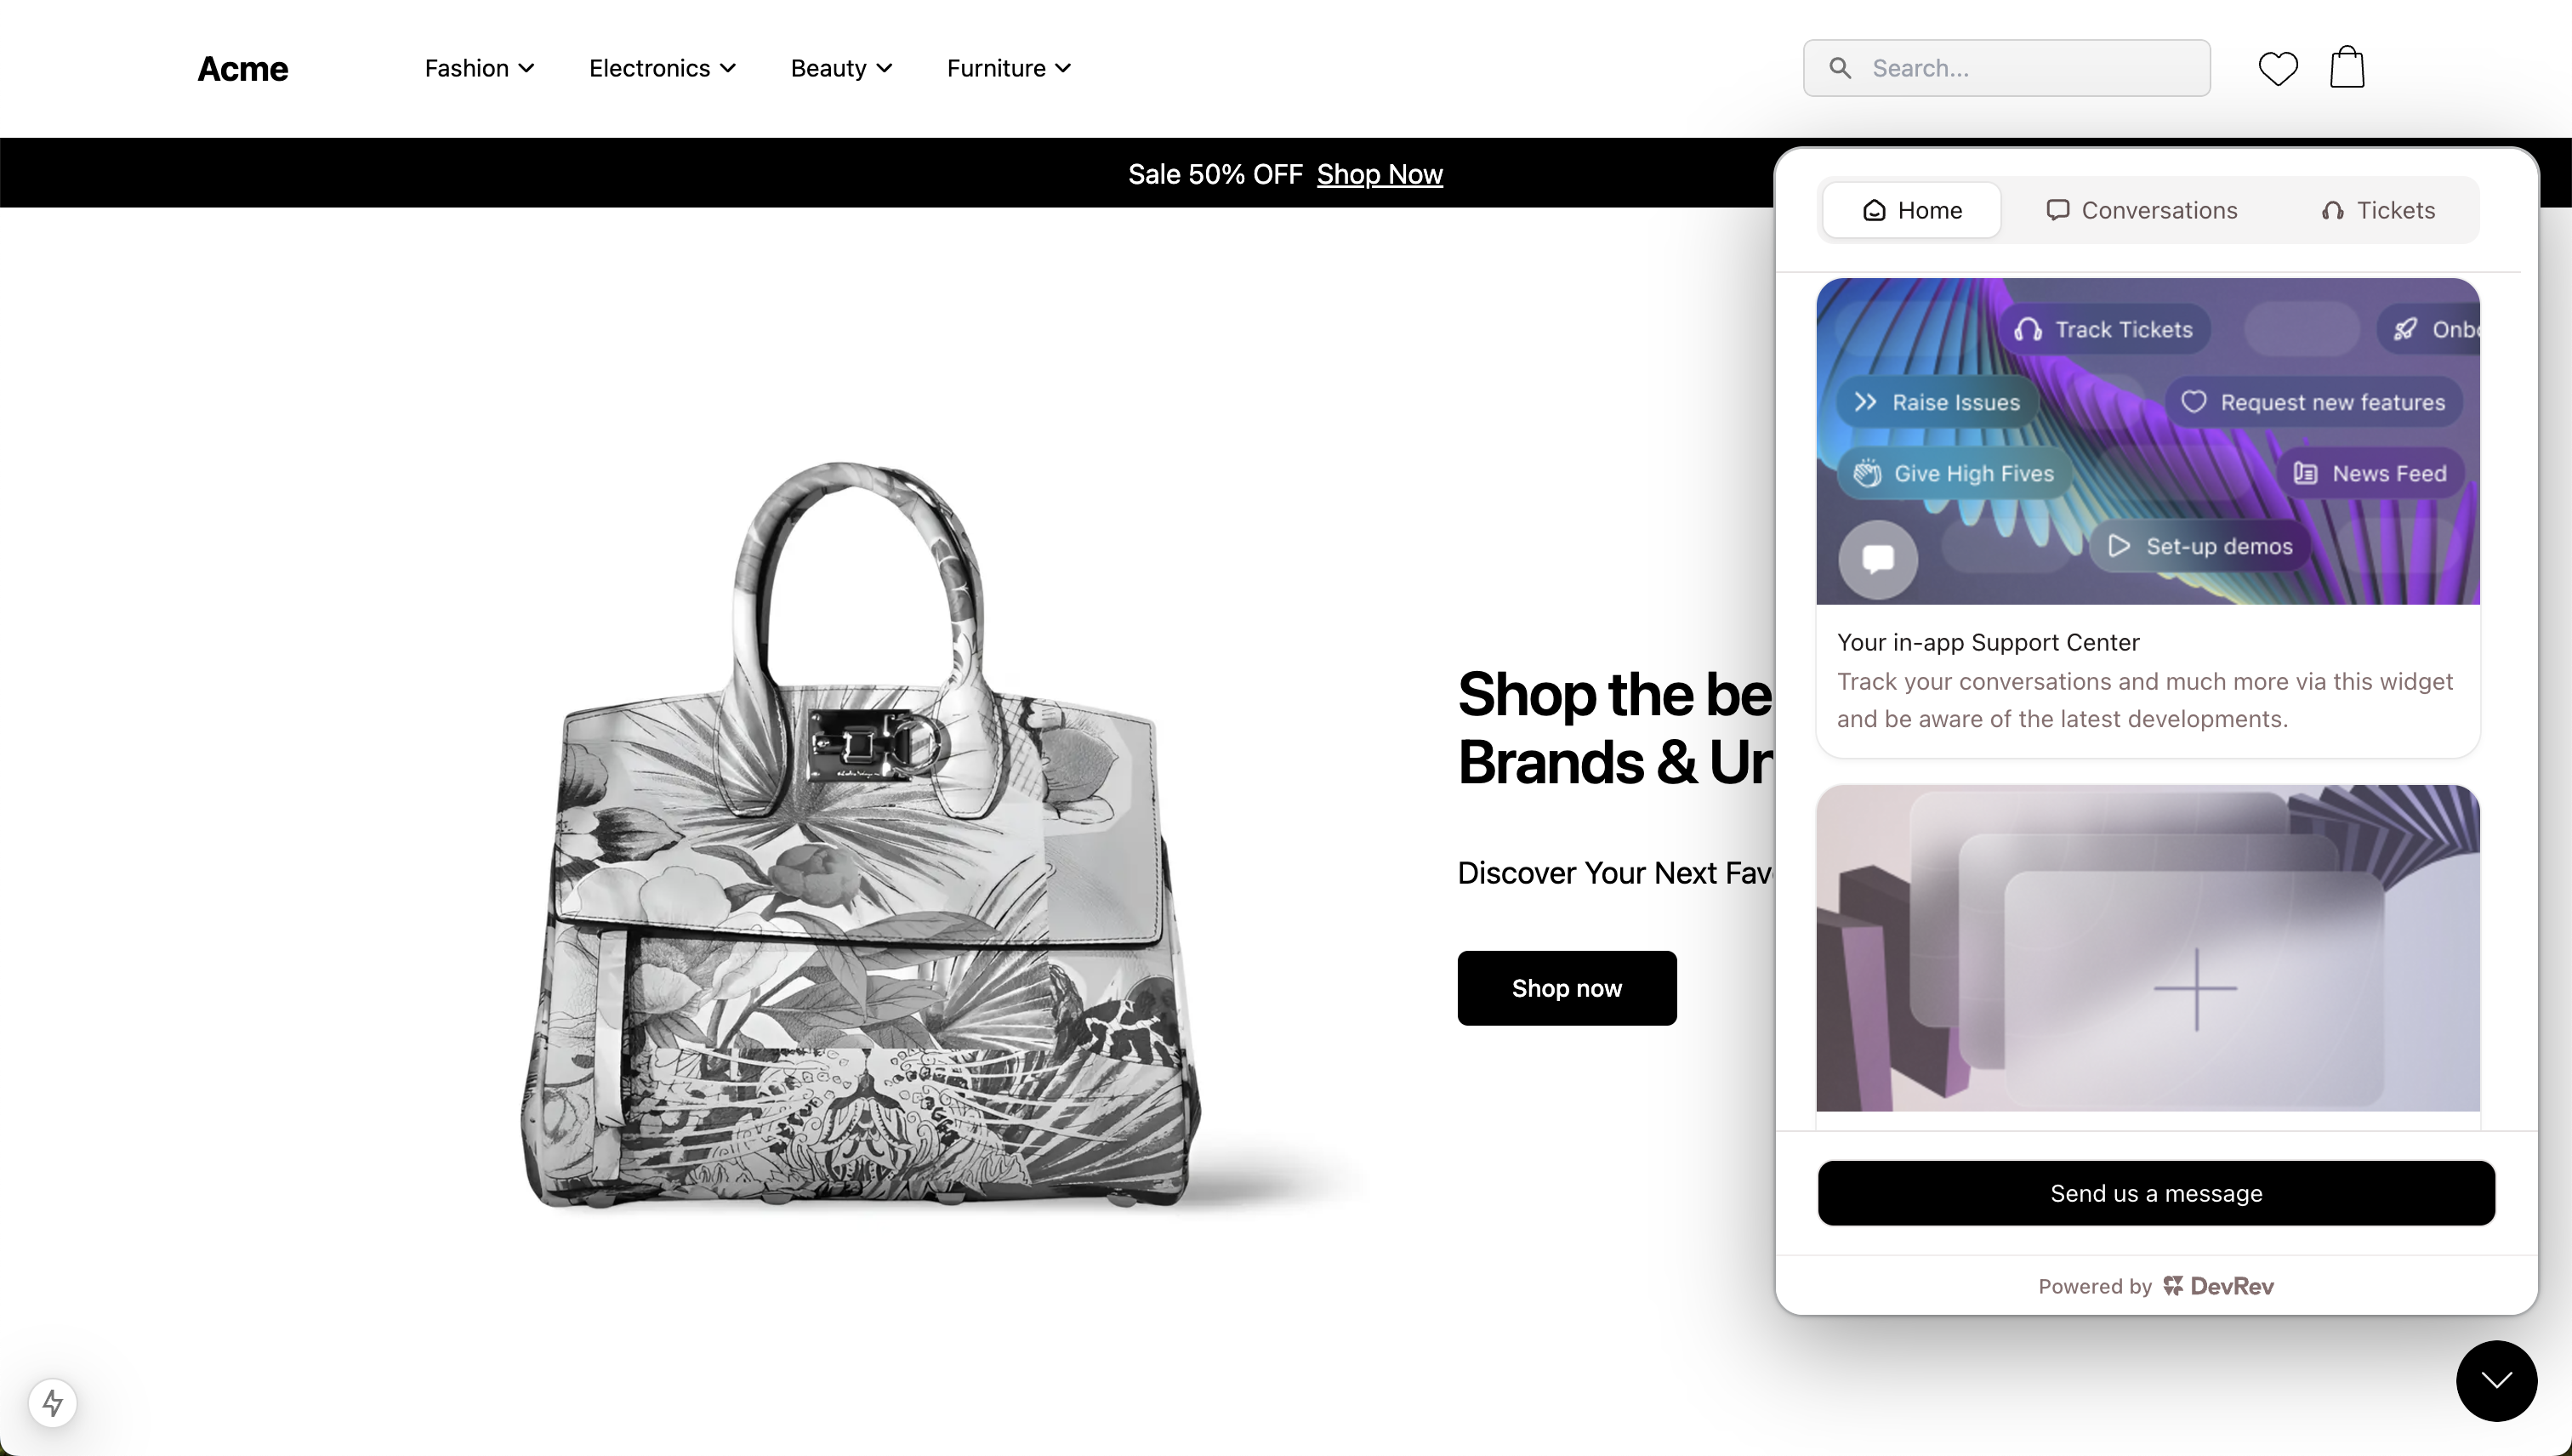 Acme
Fashion
Electronics
Beauty
Furniture
Search...
Sale 50% OFF Shop Now
Home
Conversations
Tickets
Track Tickets
Onb
Raise Issues
Request new features
Give High Fives
News Feed
Set-up demos
Your in-app Support Center
Track your conversations and much more via this widget
and be aware of the latest developments.
Shop the be
Brands & Un
Discover Your Next Fav
Shop now
Send us a message
Powered by DevRev